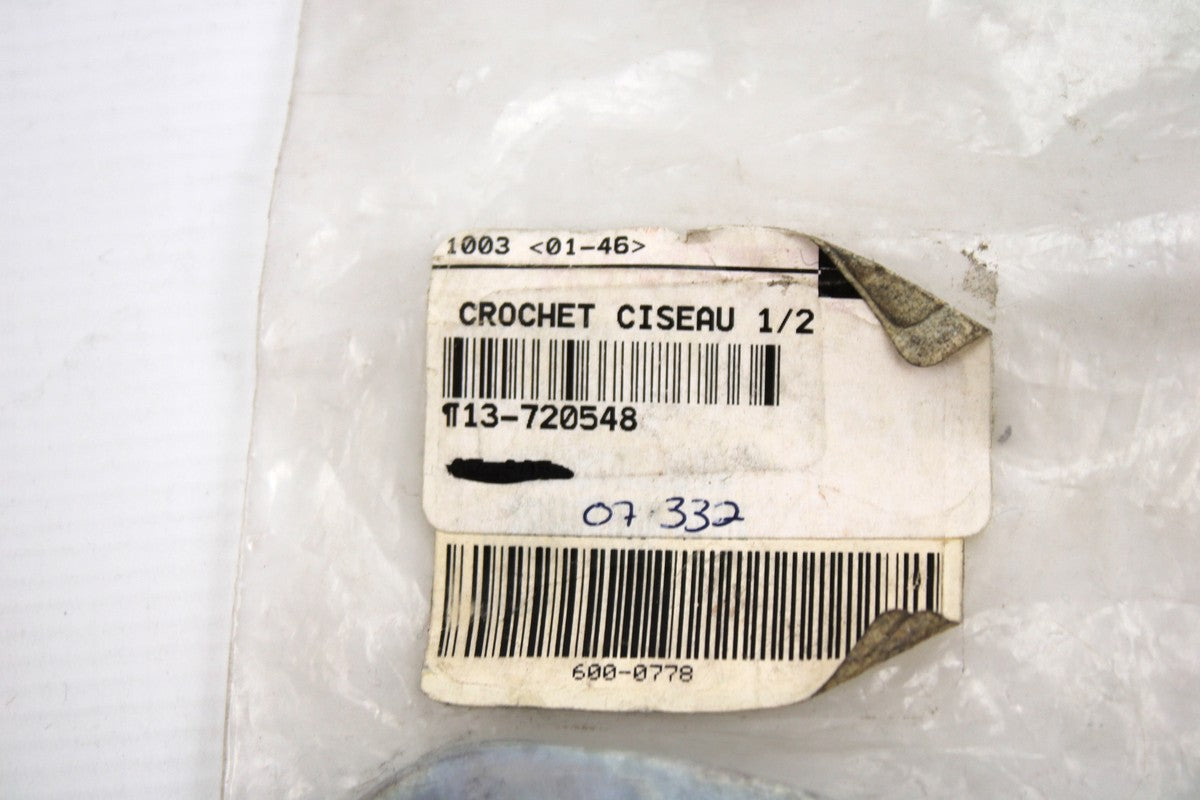 1003 <01-46>
CROCHET CISEAU 1/2
¶13-720548
07 332
600-0778